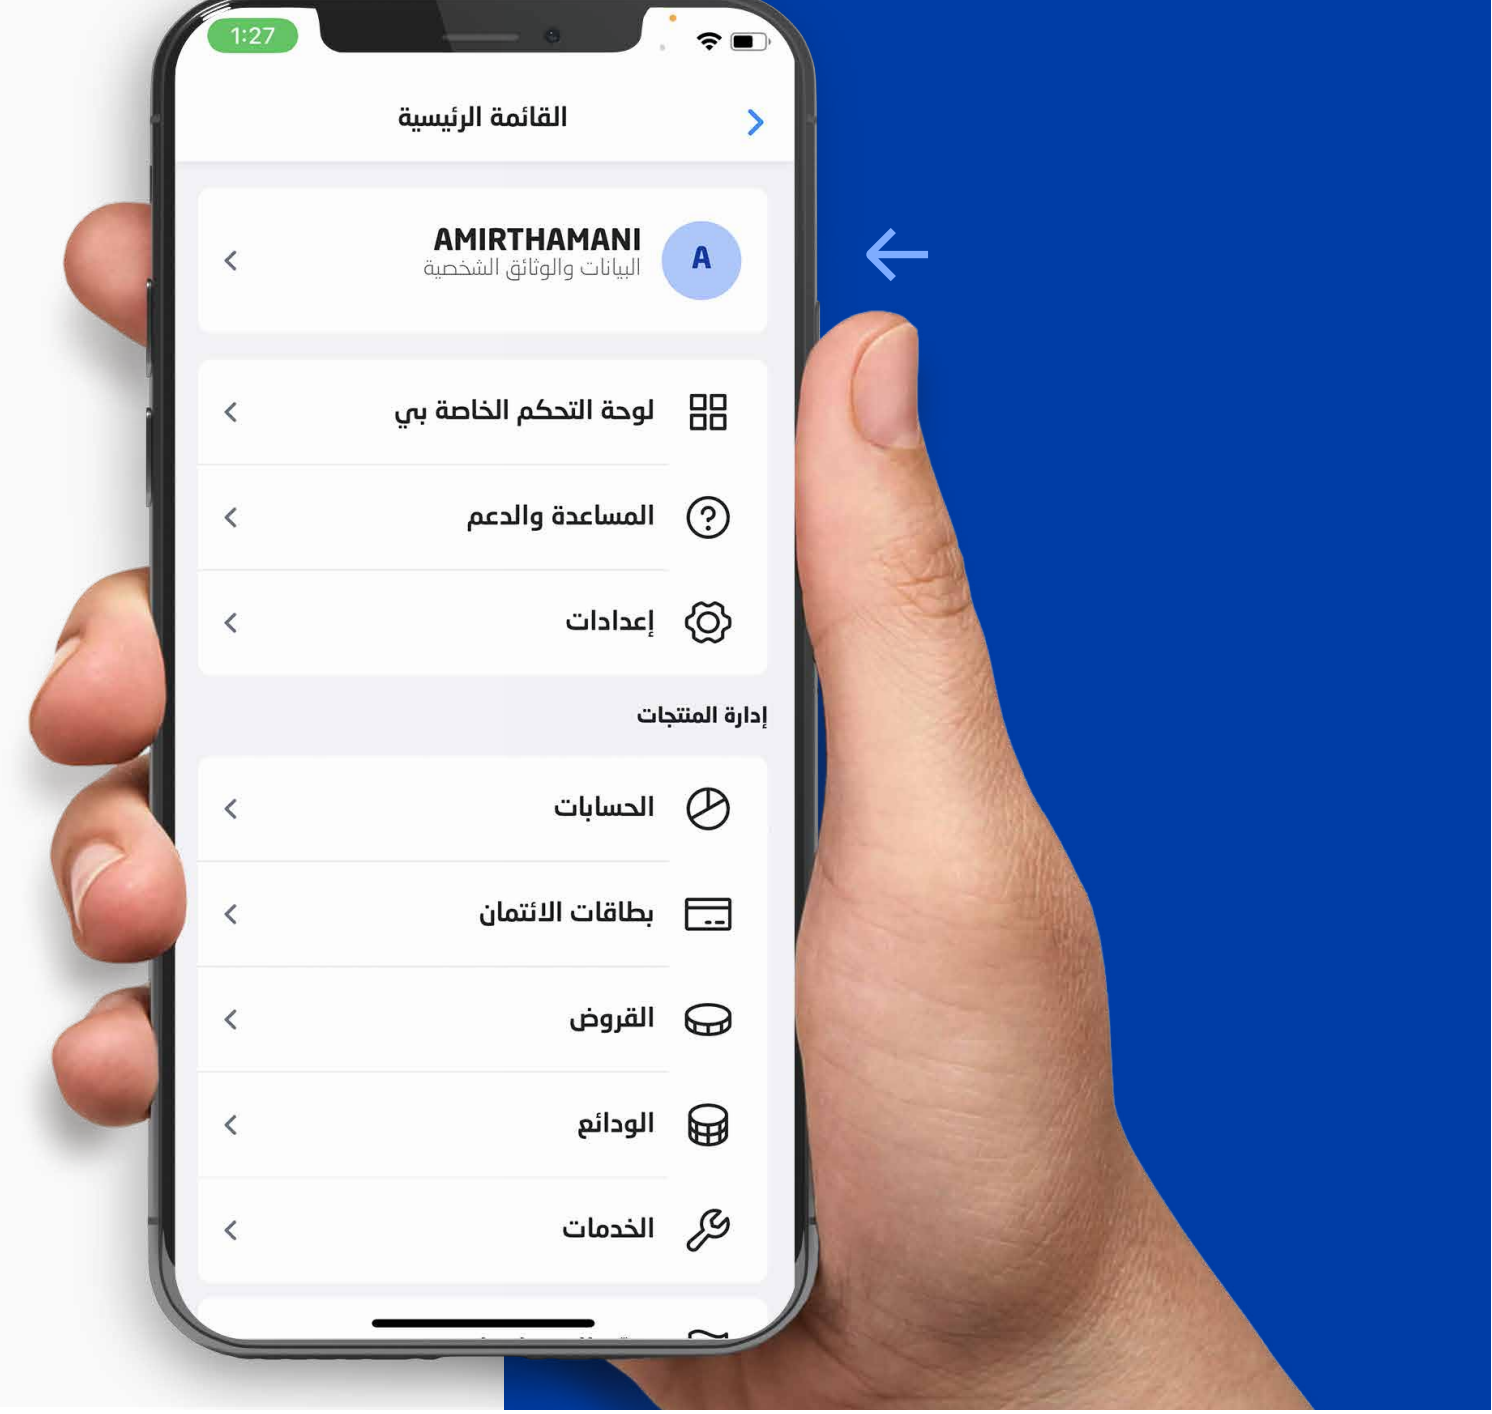 1:27
القائمة الرئيسية
AMIRTHAMANI
A
البيانات والوثائق الشخصية
لوحة التحكم الخاصة بي
المساعدة والدعم
إعدادات
إدارة المنتجات
الحسابات
بطاقات الائتمان
القروض
الودائع
الخدمات